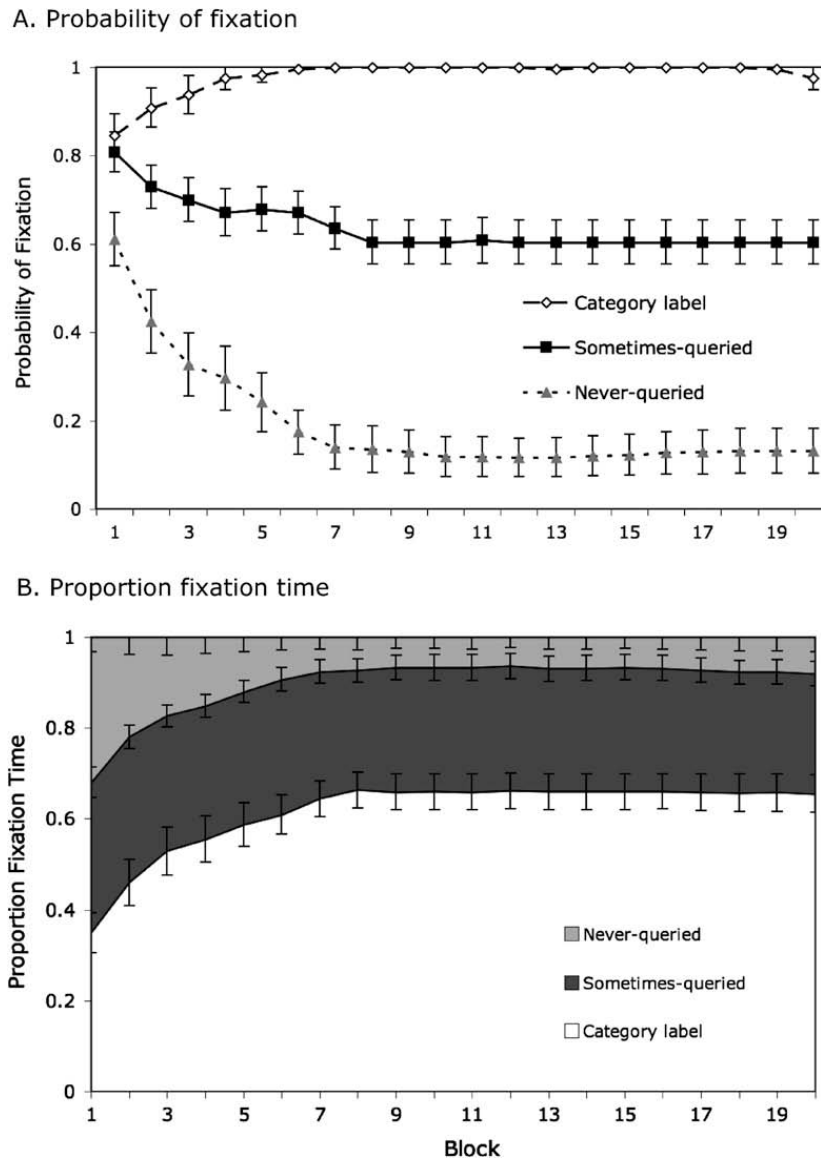 A. Probability of fixation
Probability of Fixation
1
0.8
0.6
0.4
0.2
0
Category label
Sometimes-queried
Never-queried
1 3 5 7 9 11 13 15 17 19
B. Proportion fixation time
Proportion Fixation Time
1
0.8
0.6
0.4
0.2
0
Never-queried
Sometimes-queried
Category label
1 3 5 7 9 11 13 15 17 19
Block